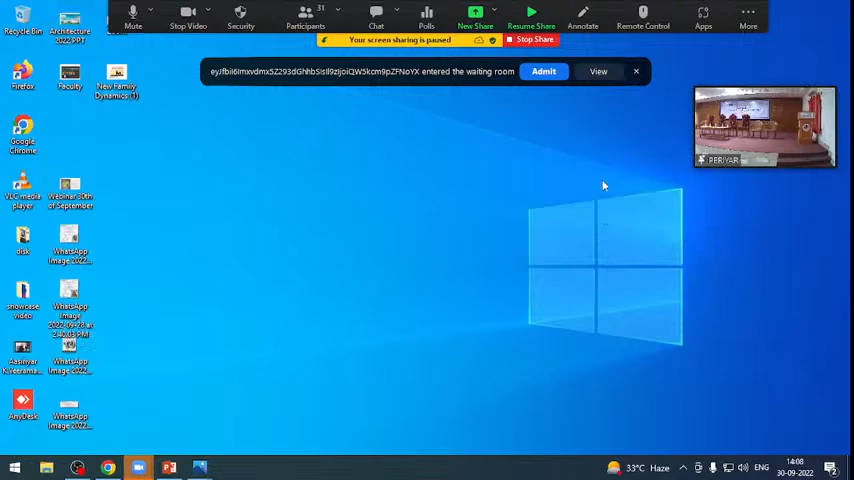 31
Mute
Stop Video
Security
Participants
Chat
Polls
New Share
Resume Share
Annotate
Remote Control
Apps
More
Your screen sharing is paused
Stop Share
entered the waiting room
Admit
View
PERIYAR
Recycle Bin
Architecture
2022.PPT
Firefox
Faculty
New Family
Dynamics (1)
Google
Chrome
VLC media
player
Webinar 30th
of September
disk
WhatsApp
Image 2022...
showcase
video
WhatsApp
Image
2022-09-28 at
WhatsApp
Image 2022...
AnyDesk
WhatsApp
Image 2022...
33°C Haze
ENG
14:08
30-09-2022
2